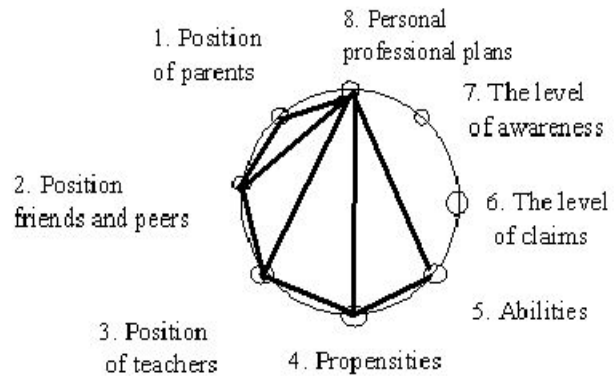 8. Personal
professional plans
1. Position
of parents
7. The level
of awareness
2. Position
friends and peers
6. The level
of claims
5. Abilities
3. Position
of teachers
4. Propensities